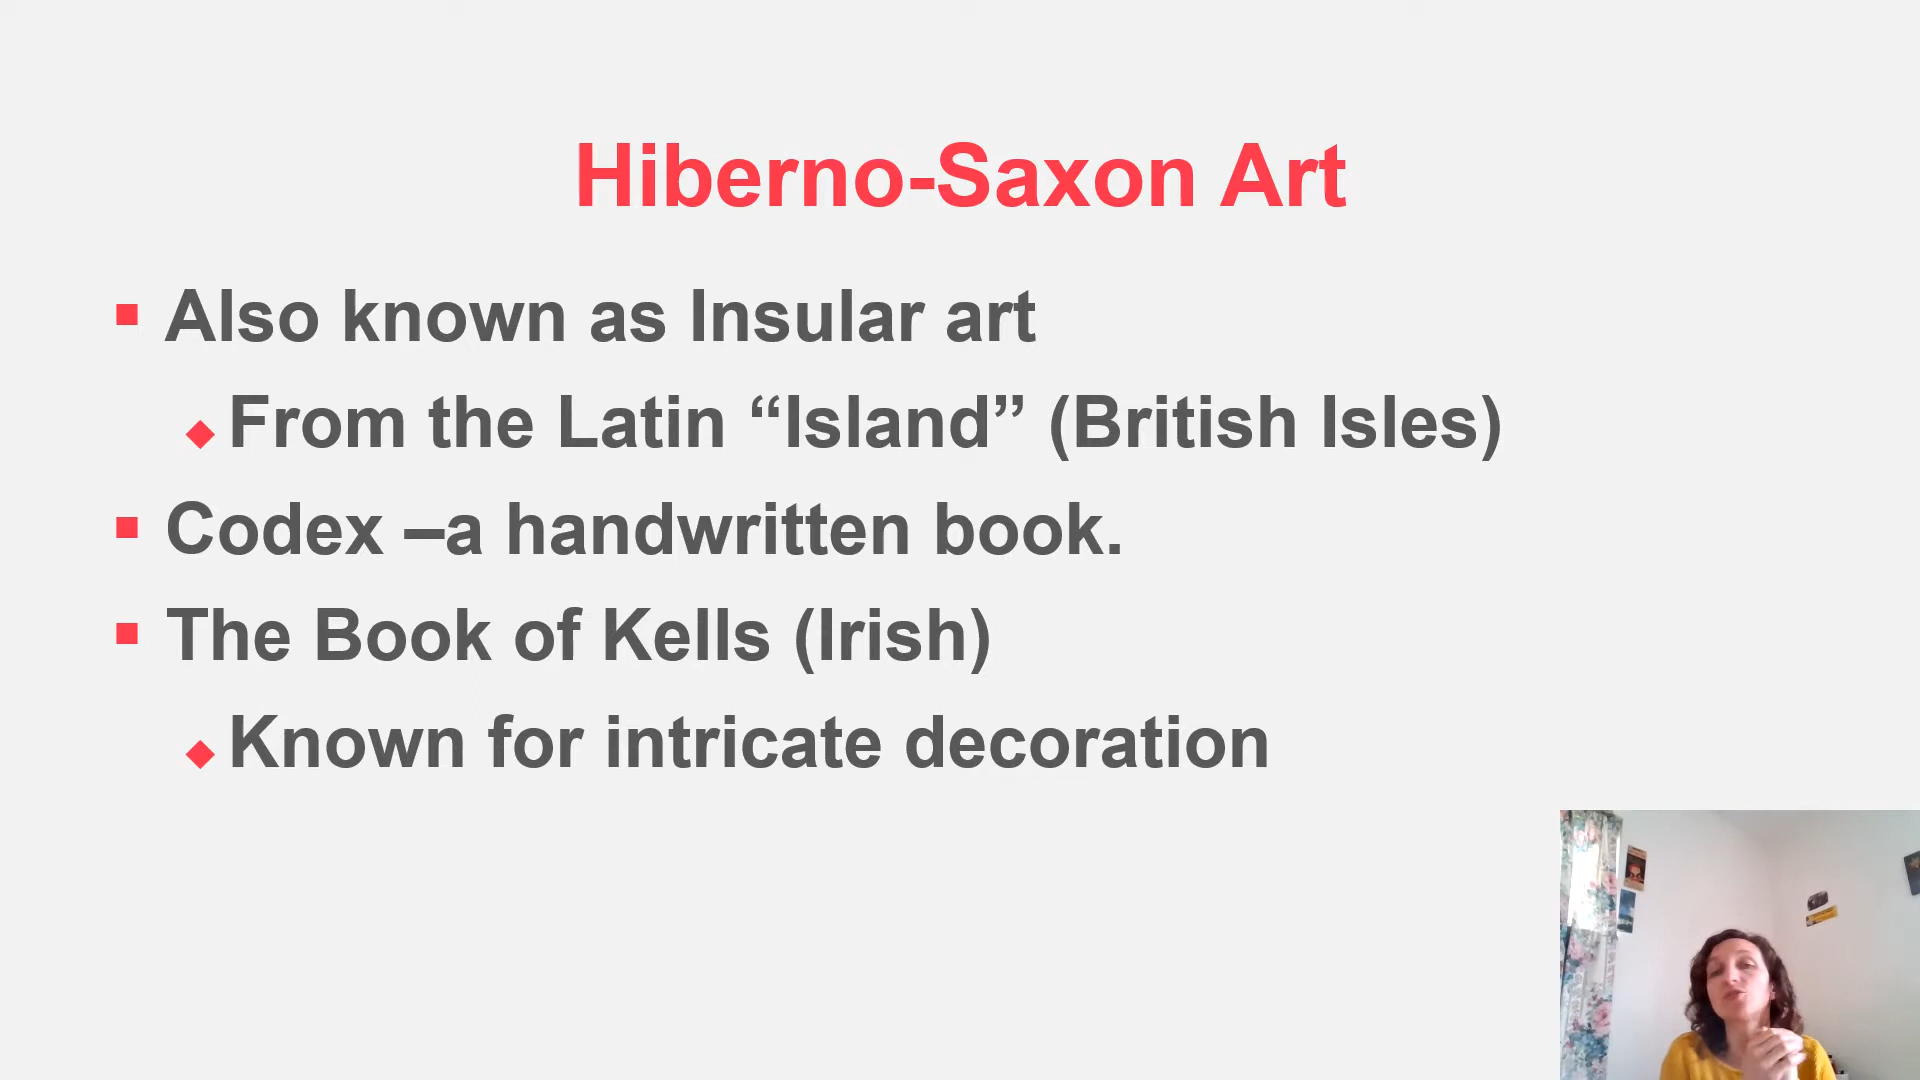 Hiberno-Saxon Art
Also known as Insular art
From the Latin “Island” (British Isles)
Codex –a handwritten book.
The Book of Kells (Irish)
Known for intricate decoration